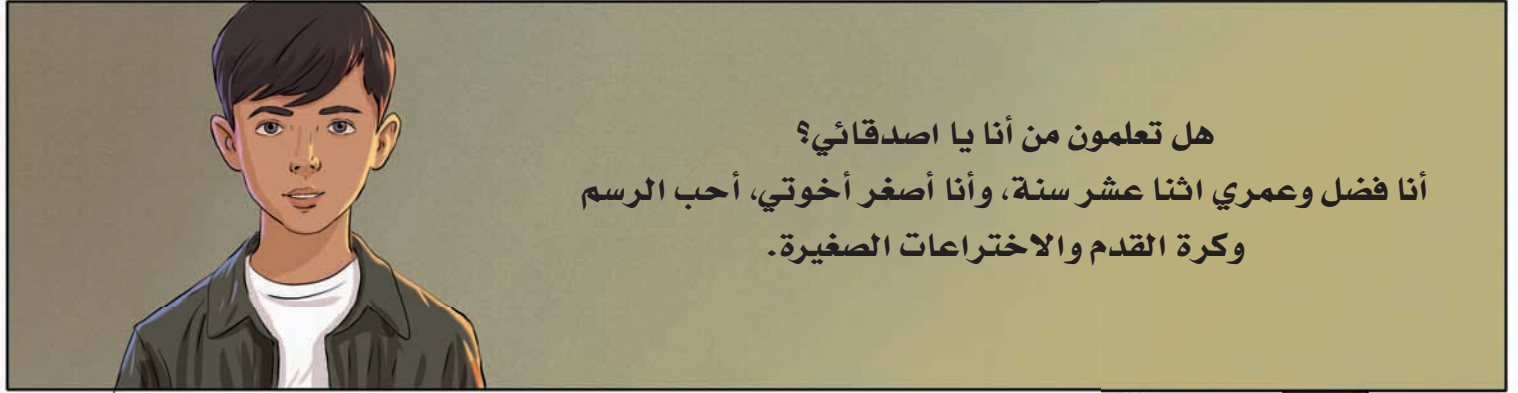 هل تعلمون من أنا يا اصدقائي؟
أنا فضل وعمري اثنا عشر سنة، وأنا أصغر أخوتي، أحب الرسم
وكرة القدم والاختراعات الصغيرة.